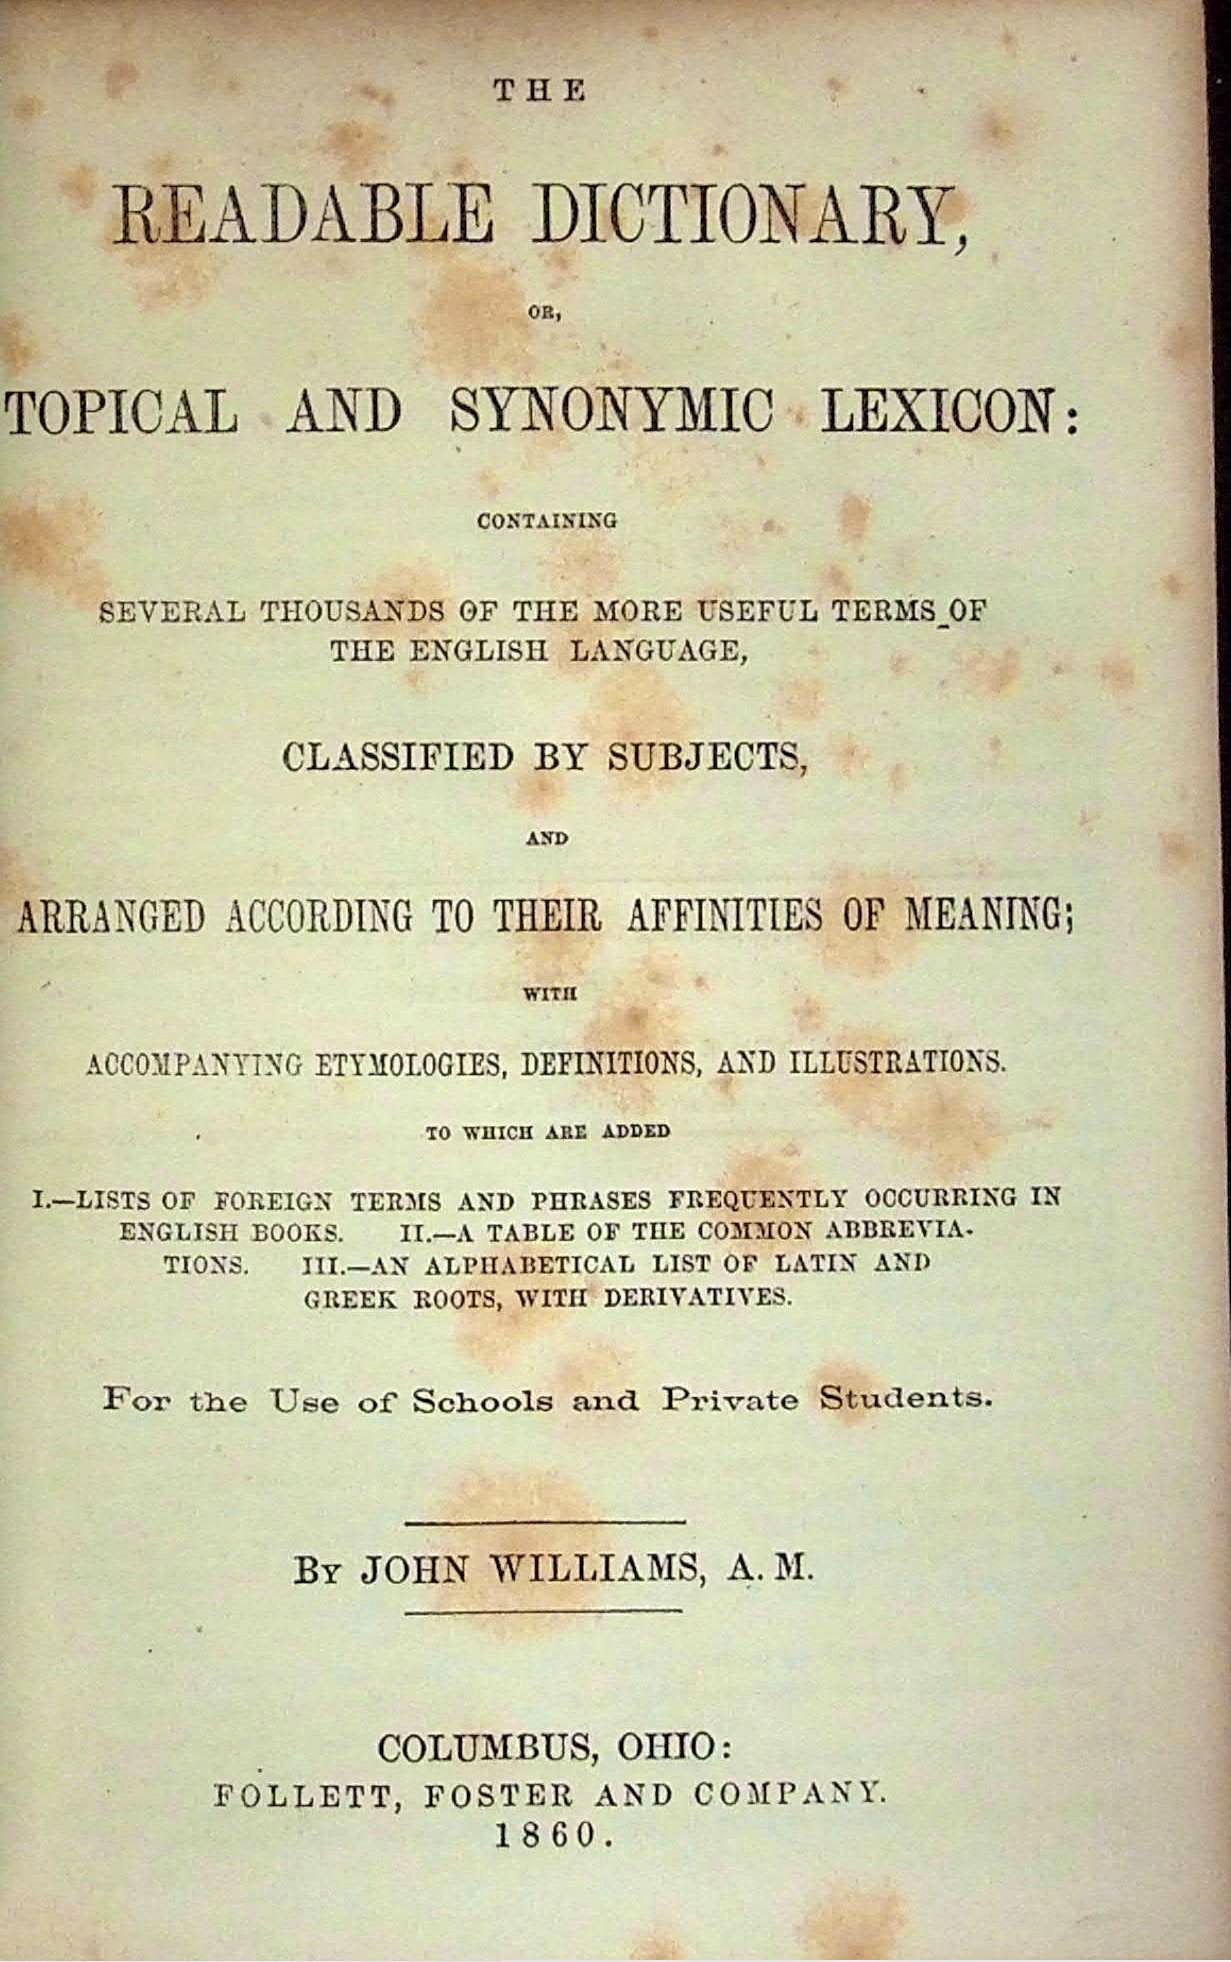 THE
READABLE DICTIONARY,
OR,
TOPICAL AND SYNONYMIC LEXICON:
CONTAINING
SEVERAL THOUSANDS OF THE MORE USEFUL TERMS OF
THE ENGLISH LANGUAGE,
CLASSIFIED BY SUBJECTS,
AND
ARRANGED ACCORDING TO THEIR AFFINITIES OF MEANING;
WITH
ACCOMPANYING ETYMOLOGIES, DEFINITIONS, AND ILLUSTRATIONS.
TO WHICH ARE ADDED
I.—LISTS OF FOREIGN TERMS AND PHRASES FREQUENTLY OCCURRING IN
ENGLISH BOOKS. II.—A TABLE OF THE COMMON ABBREVIA-
TIONS. III.—AN ALPHABETICAL LIST OF LATIN AND
GREEK ROOTS, WITH DERIVATIVES.
For the Use of Schools and Private Students.
BY JOHN WILLIAMS, A. M.
COLUMBUS, OHIO:
FOLLETT, FOSTER AND COMPANY.
1860.